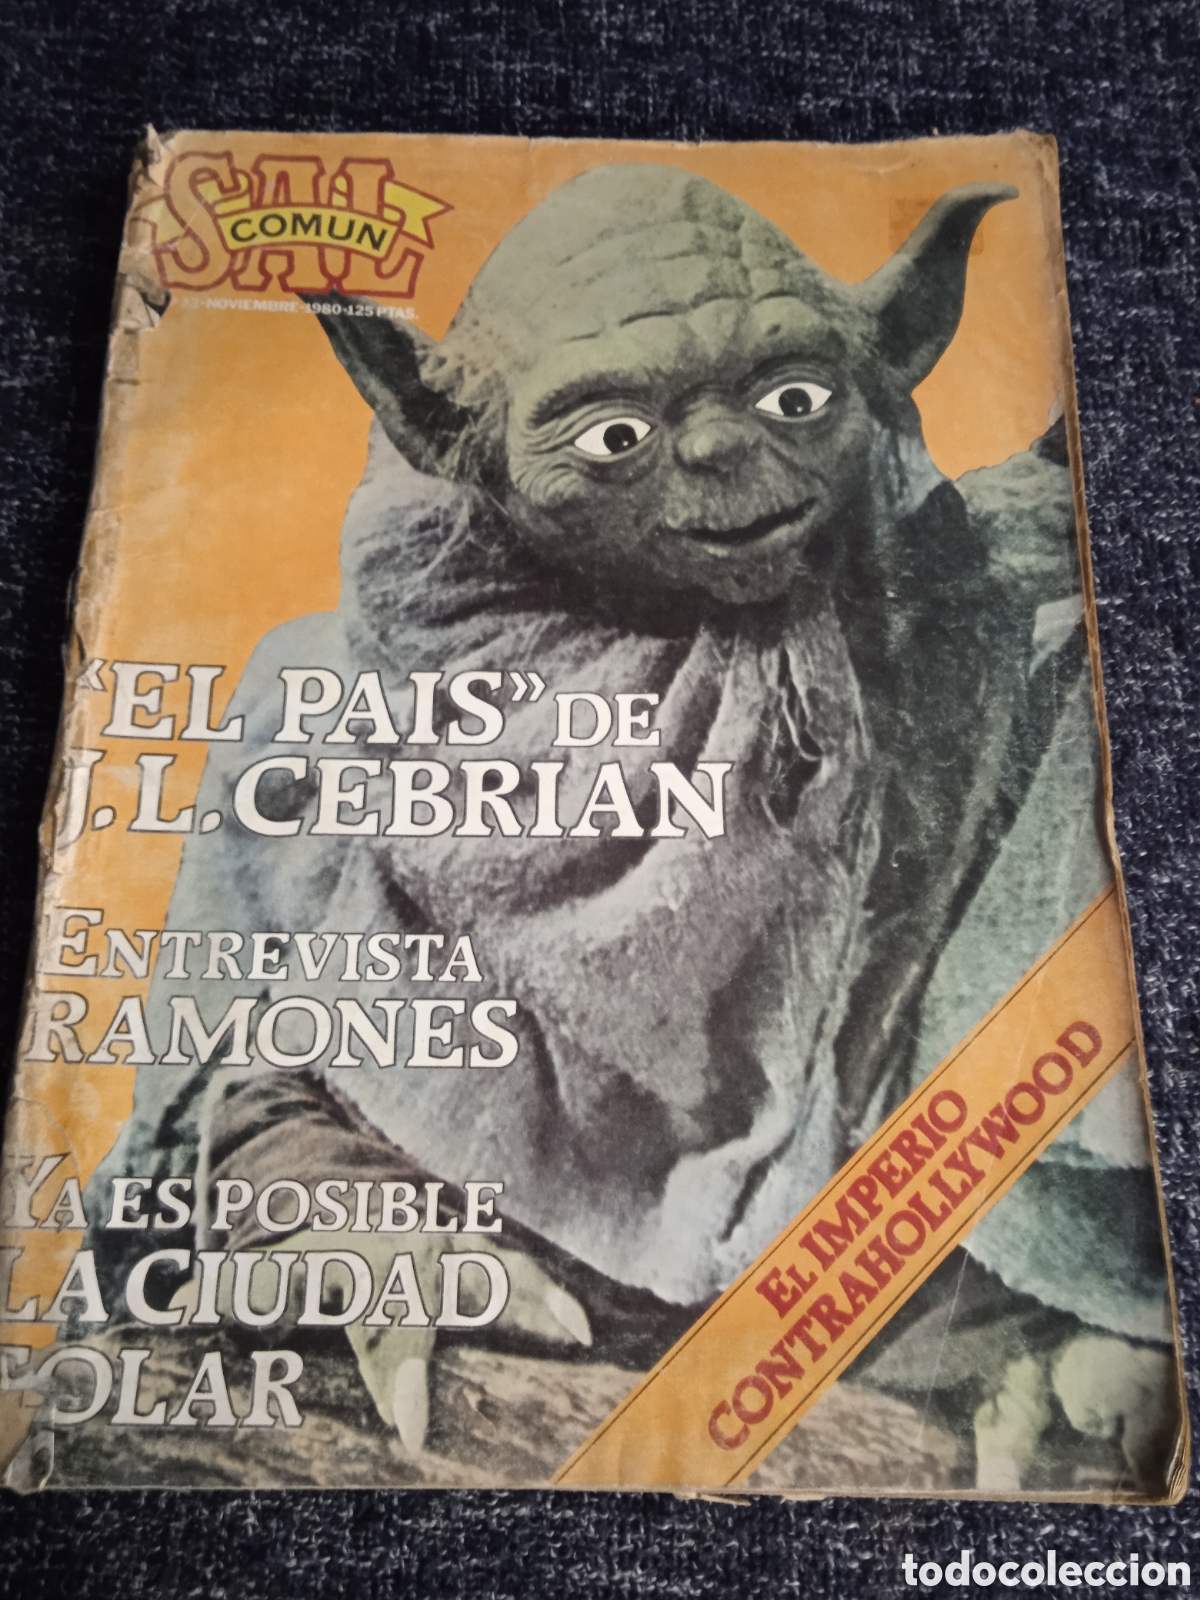 SAL
COMUN
32-NOVIEMBRE-1980-125 PTAS.
"EL PAIS" DE
J.L.CEBRIAN
ENTREVISTA
RAMONES
YA ES POSIBLE
LA CIUDAD
SOLAR
EL IMPERIO
CONTRAHOLLYWOOD
todocoleccion